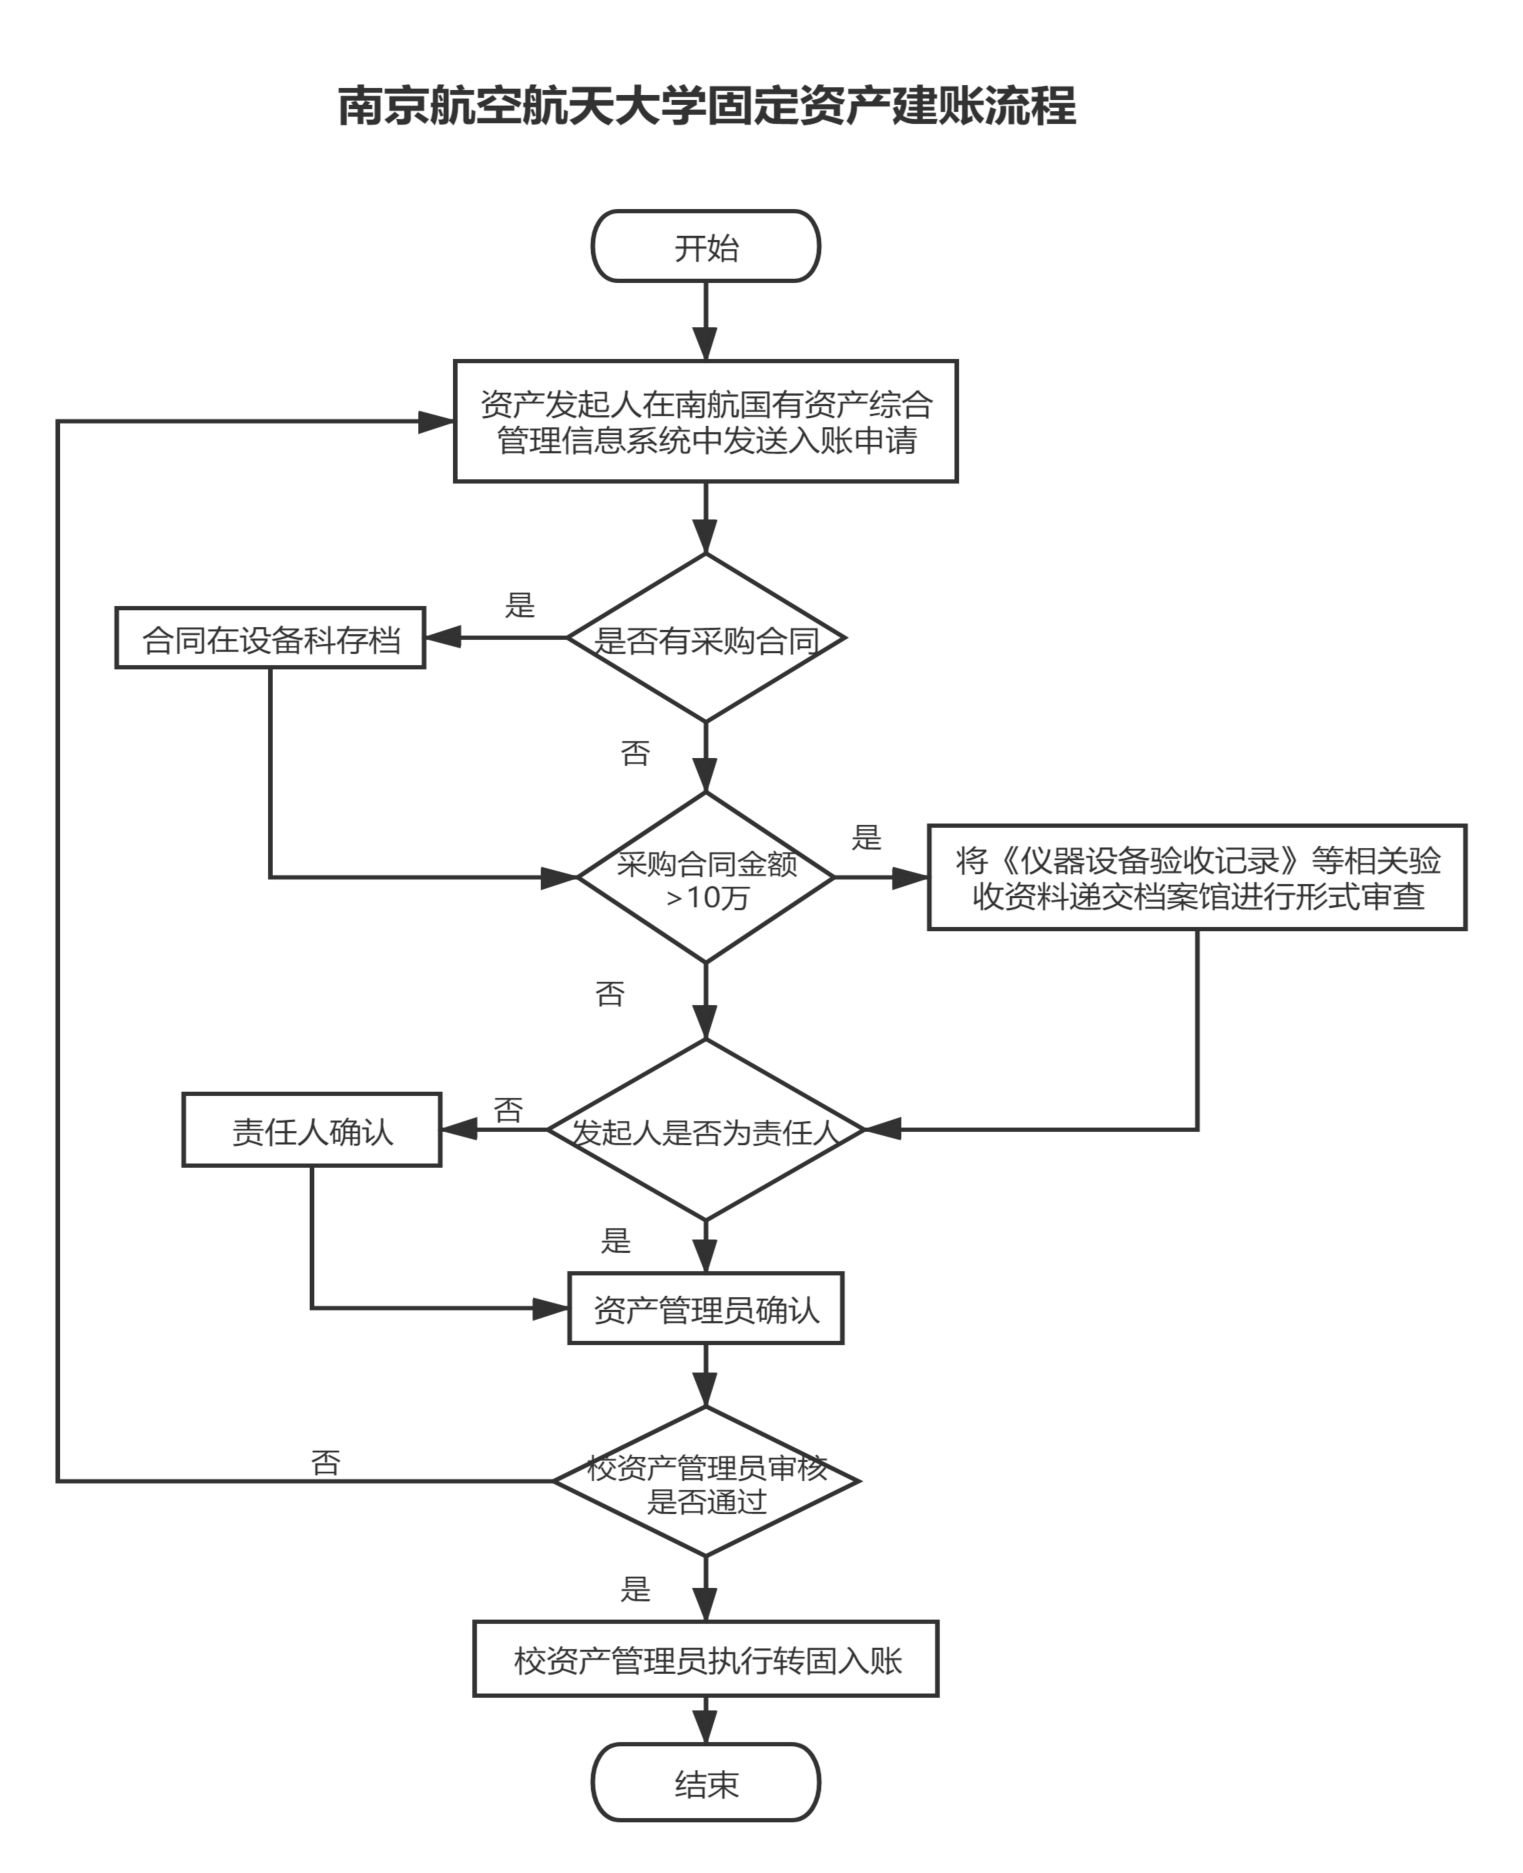 南京航空航天大学固定资产建账流程
开始
资产发起人在南航国有资产综合
管理信息系统中发送入账申请
是
合同在设备科存档
是否有采购合同
否
是
采购合同金额
>10万
将《仪器设备验收记录》等相关验
收资料递交档案馆进行形式审查
否
否
责任人确认
发起人是否为责任人
是
资产管理员确认
否
校资产管理员审核
是否通过
是
校资产管理员执行转固入账
结束